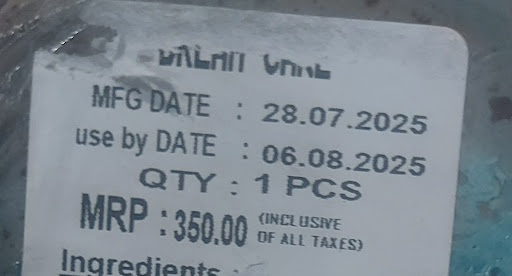 MFG DATE : 28.07.2025
use by DATE : 06.08.2025
QTY : 1 PCS
MRP : 350.00 (INCLUSIVE OF ALL TAXES)
Ingredients :